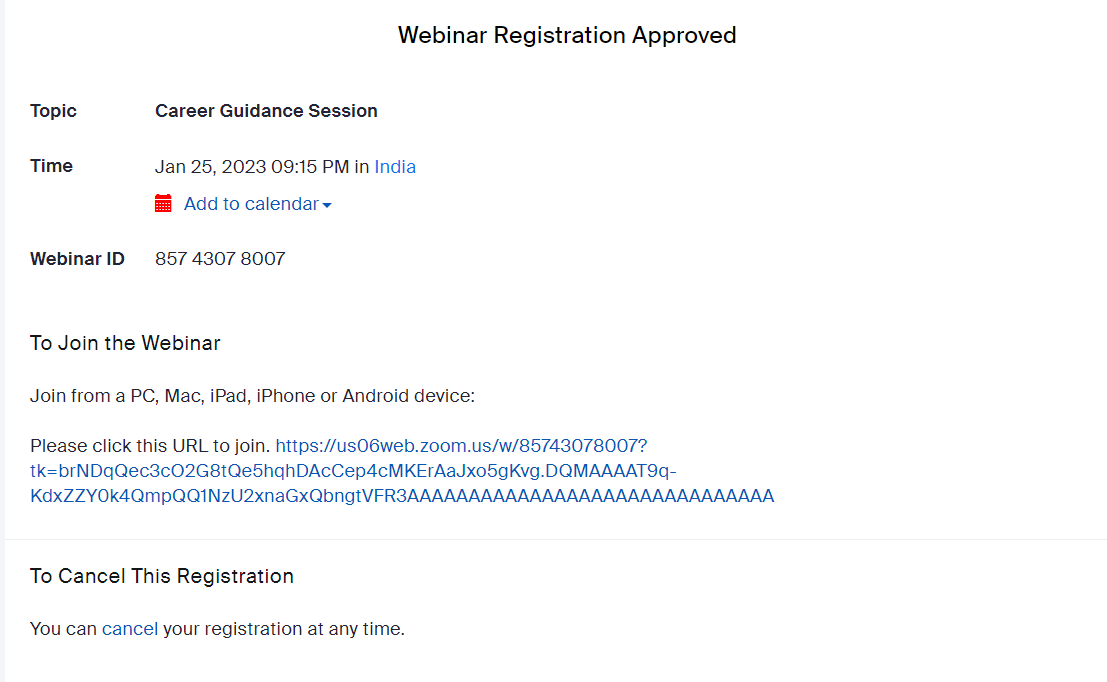 Webinar Registration Approved
Topic Career Guidance Session
Time Jan 25, 2023 09:15 PM in India
Add to calendar
Webinar ID 857 4307 8007
To Join the Webinar
Join from a PC, Mac, iPad, iPhone or Android device:
Please click this URL to join. https://us06web.zoom.us/w/85743078007?
tk=brNDqQec3cO2G8tQe5hqhDAcCep4cMKErAaJxo5gKvg.DQMAAAAT9q-
KdxZZY0k4QmpQQ1NzU2xnaGxQbngtVFR3AAAAAAAAAAAAAAAAAAAAAAAAAAAAAA
To Cancel This Registration
You can cancel your registration at any time.